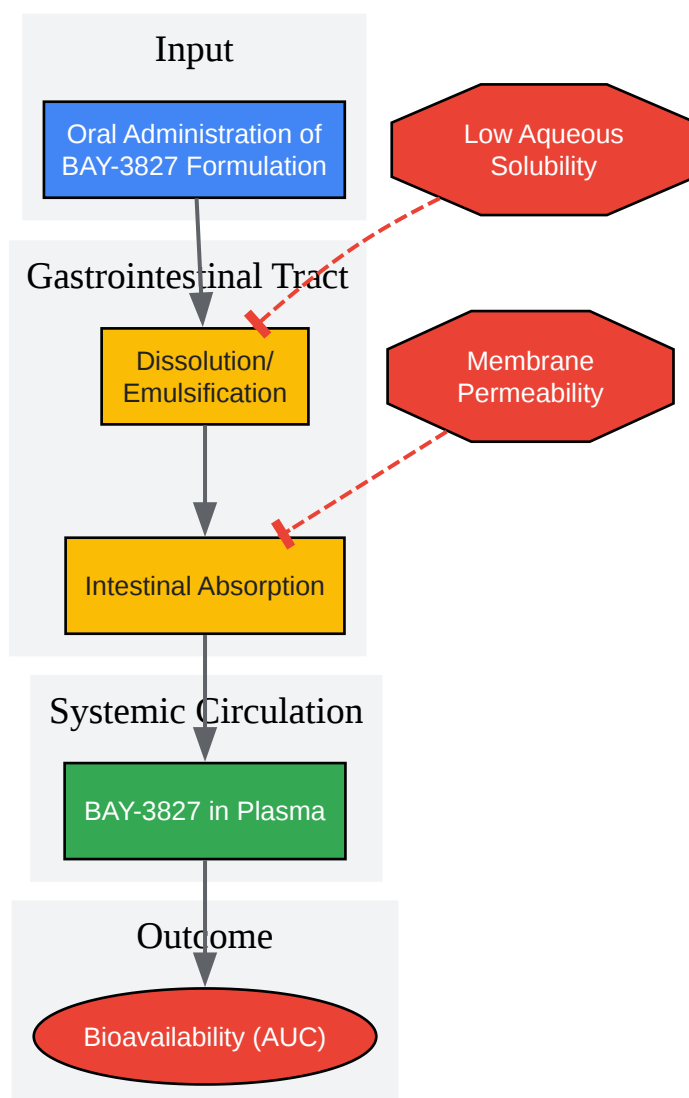 Input
Oral Administration of
BAY-3827 Formulation
Low Aqueous
Solubility
Gastrointestinal Tract
Dissolution/
Emulsification
Membrane
Permeability
Intestinal Absorption
Systemic Circulation
BAY-3827 in Plasma
Outcome
Bioavailability (AUC)